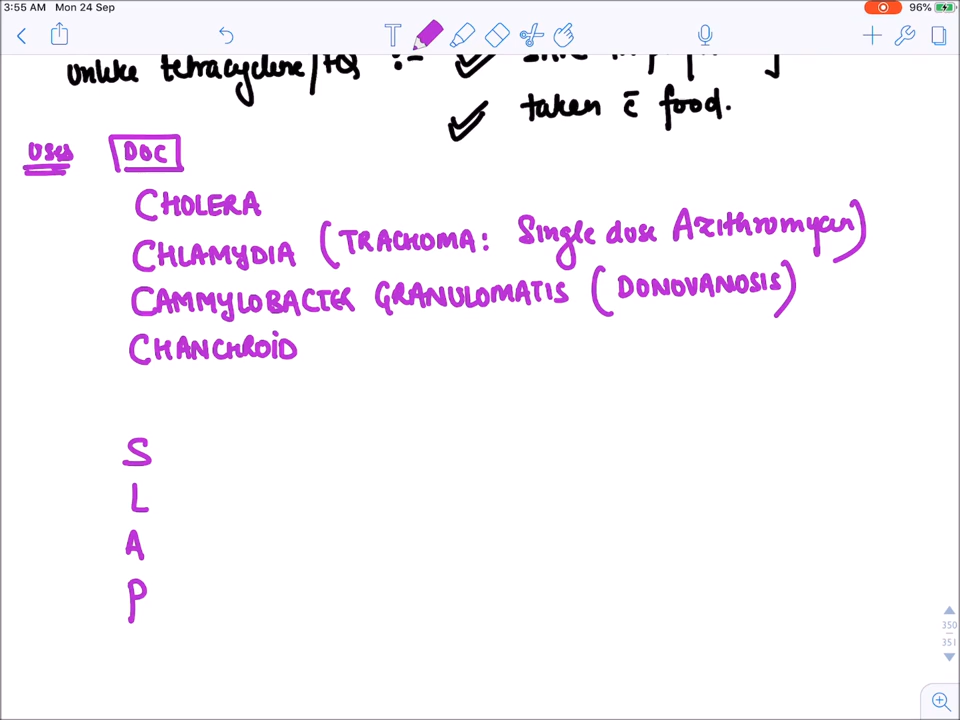 3:55 AM Mon 24 Sep 96%
unlike tetracycline/FQ :-
taken c̄ food.
Uses DOC
CHOLERA
CHLAMYDIA (TRACHOMA: Single dose Azithromycin)
CAMMYLOBACTER GRANULOMATIS (DONOVANOSIS)
CHANCHROiD
S
L
A
P
350
351